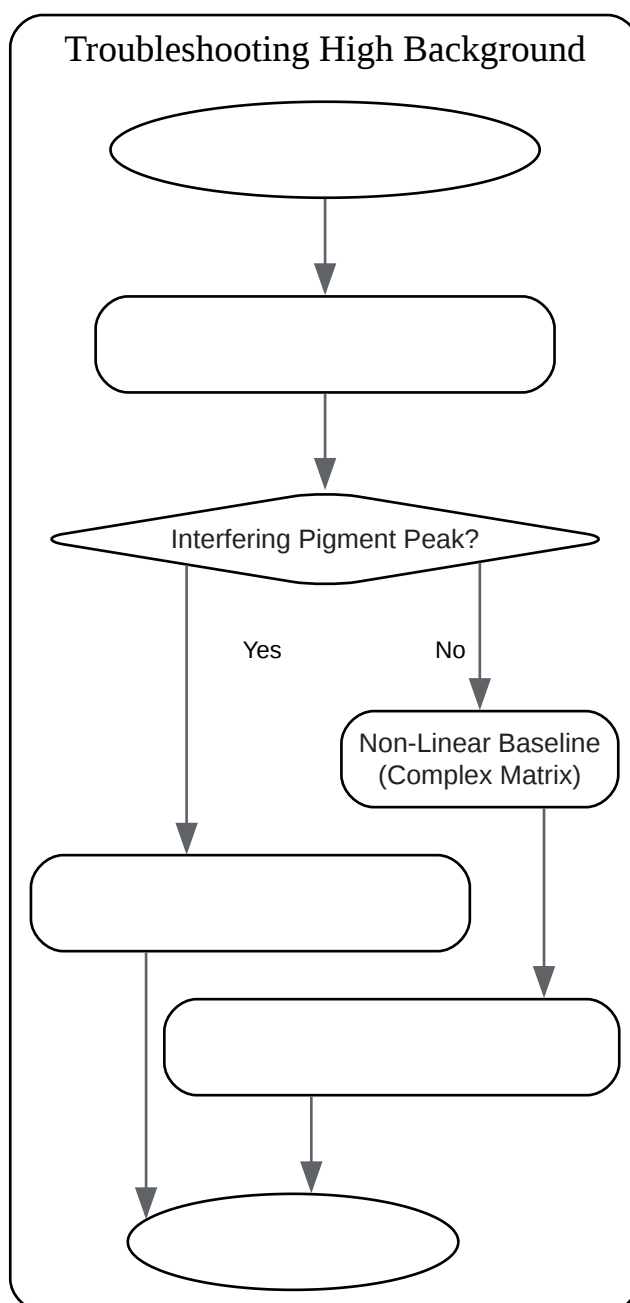 Troubleshooting High Background
Interfering Pigment Peak?
Yes
No
Non-Linear Baseline
(Complex Matrix)